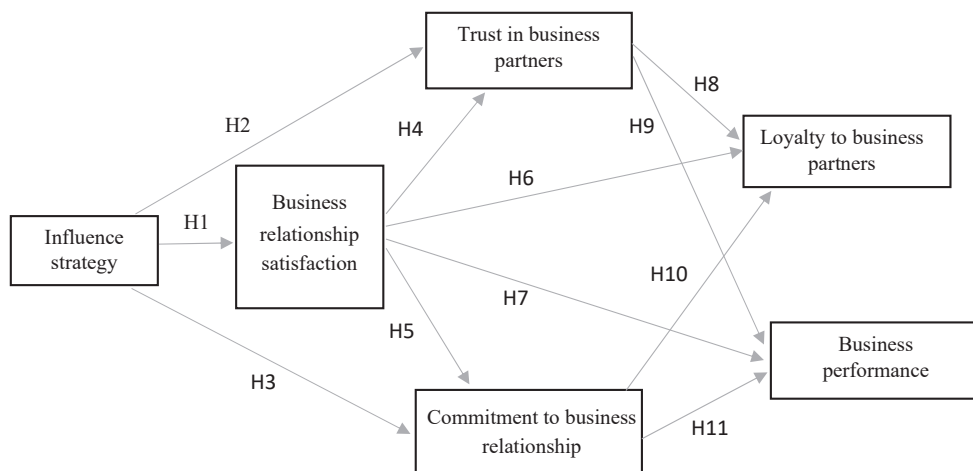 Trust in business
partners
H8
H2
H4
H9
Loyalty to business
partners
H6
Business
relationship
satisfaction
H1
Influence
strategy
H10
H7
H5
Business
performance
H3
Commitment to business
relationship
H11